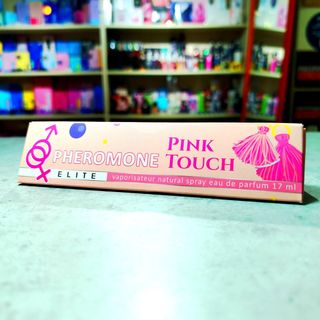 PHEROMONE
ELITE
PINK
TOUCH
vaporisateur natural spray eau de parfum 17 ml